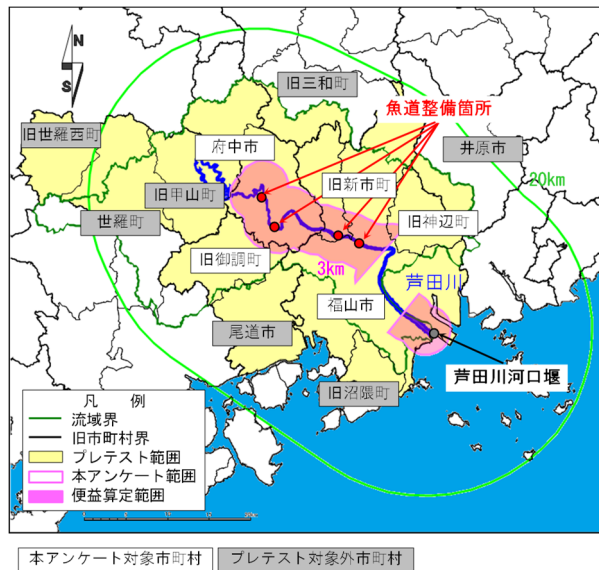 N
S
旧三和町
魚道整備箇所
旧世羅西町
府中市
井原市
20km
旧甲山町
旧新市町
世羅町
旧神辺町
旧御調町
3km
芦田川
福山市
尾道市
芦田川河口堰
旧沼隈町
凡 例
流域界
旧市町村界
プレテスト範囲
本アンケート範囲
便益算定範囲
本アンケート対象市町村
プレテスト対象外市町村